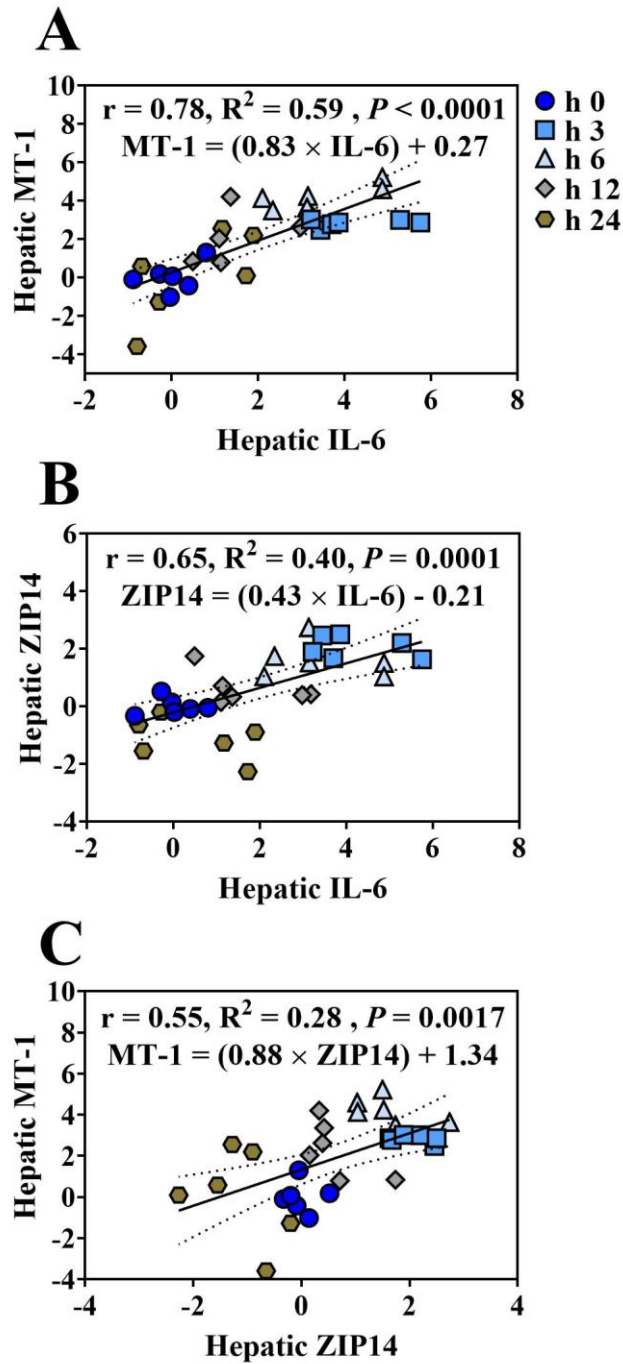 A
r = 0.78, R² = 0.59 , P < 0.0001
MT-1 = (0.83 × IL-6) + 0.27
Hepatic MT-1
10
8
6
4
2
0
-2
-4
-2
0
2
4
6
8
Hepatic IL-6
h 0
h 3
h 6
h 12
h 24
B
r = 0.65, R² = 0.40, P = 0.0001
ZIP14 = (0.43 × IL-6) - 0.21
Hepatic ZIP14
6
4
2
0
-2
-4
-2
0
2
4
6
8
Hepatic IL-6
C
r = 0.55, R² = 0.28 , P = 0.0017
MT-1 = (0.88 × ZIP14) + 1.34
Hepatic MT-1
10
8
6
4
2
0
-2
-4
-4
-2
0
2
4
Hepatic ZIP14